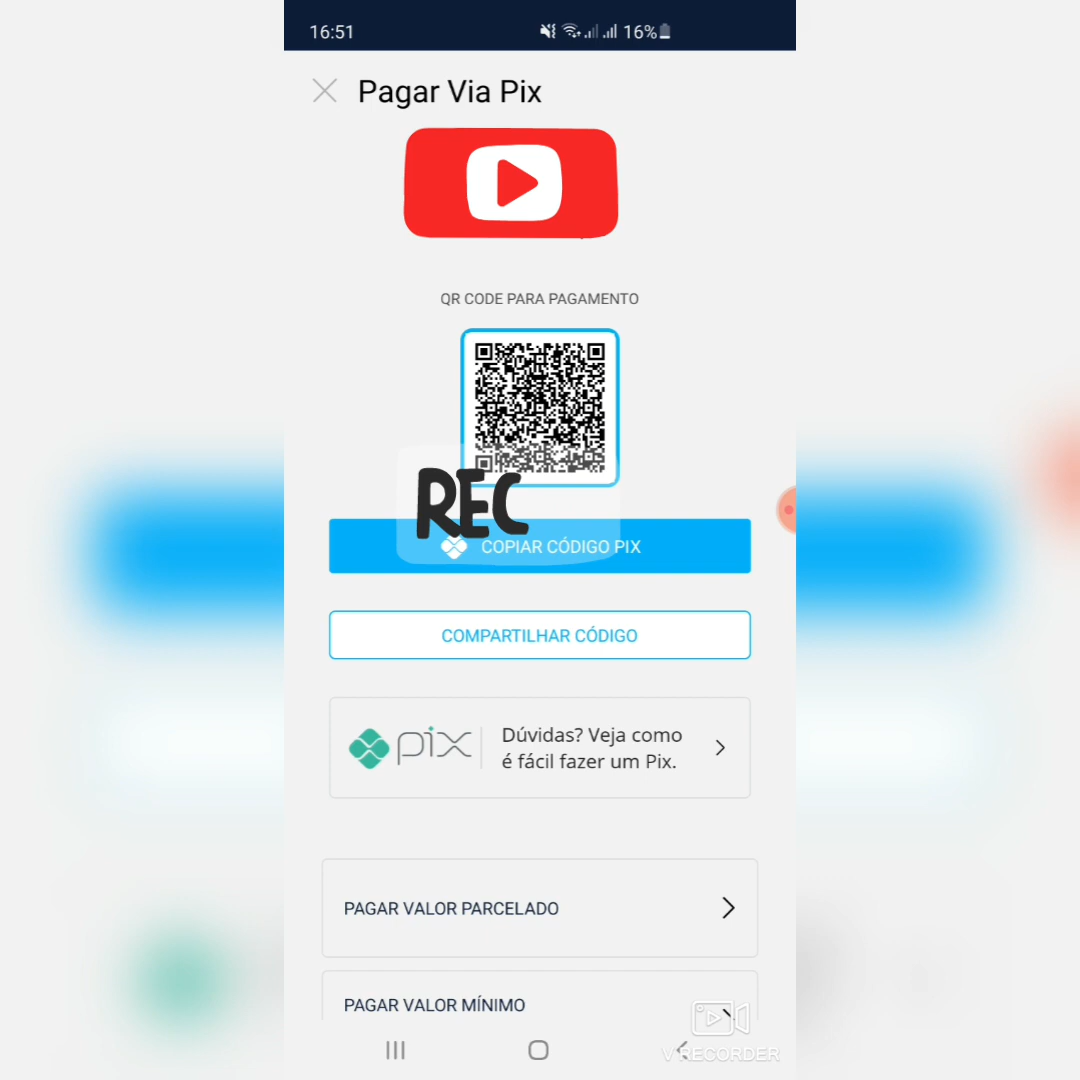 16:51
16%
Pagar Via Pix
QR CODE PARA PAGAMENTO
REC
COPIAR CÓDIGO PIX
COMPARTILHAR CÓDIGO
pix
Dúvidas? Veja como
é fácil fazer um Pix.
PAGAR VALOR PARCELADO
PAGAR VALOR MÍNIMO
V RECORDER